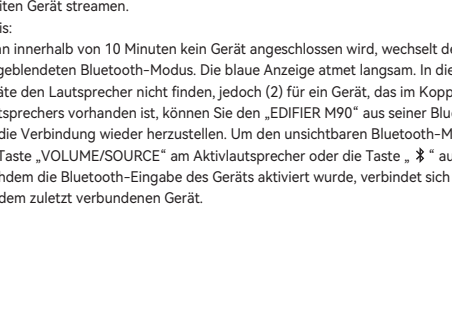 iten Gerät streamen.
is:
nn innerhalb von 10 Minuten kein Gerät angeschlossen wird, wechselt de
geblendeten Bluetooth-Modus. Die blaue Anzeige atmet langsam. In die
äte den Lautsprecher nicht finden, jedoch (2) für ein Gerät, das im Kopp
tsprechers vorhanden ist, können Sie den „EDIFIER M90“ aus seiner Blu
die Verbindung wieder herzustellen. Um den unsichtbaren Bluetooth-M
Taste „VOLUME/SOURCE“ am Aktivlautsprecher oder die Taste „ “ au
hdem die Bluetooth-Eingabe des Geräts aktiviert wurde, verbindet sich
dem zuletzt verbundenen Gerät.